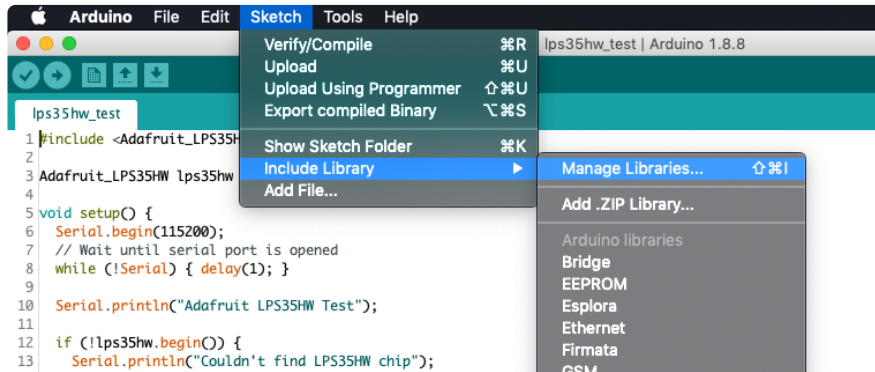 Arduino File Edit Sketch Tools Help
lps35hw_test | Arduino 1.8.8
Verify/Compile ⌘R
Upload ⌘U
Upload Using Programmer ⇧⌘U
Export compiled Binary ⌥⌘S
Show Sketch Folder ⌘K
Include Library ▶
Add File...
Manage Libraries... ⇧⌘I
Add .ZIP Library...
Arduino libraries
Bridge
EEPROM
Esplora
Ethernet
Firmata
GSM
lps35hw_test
1 #include <Adafruit_LPS35H
2
3 Adafruit_LPS35HW lps35hw
4
5 void setup() {
6 Serial.begin(115200);
7 // Wait until serial port is opened
8 while (!Serial) { delay(1); }
9
10 Serial.println("Adafruit LPS35HW Test");
11
12 if (!lps35hw.begin()) {
13 Serial.println("Couldn't find LPS35HW chip");